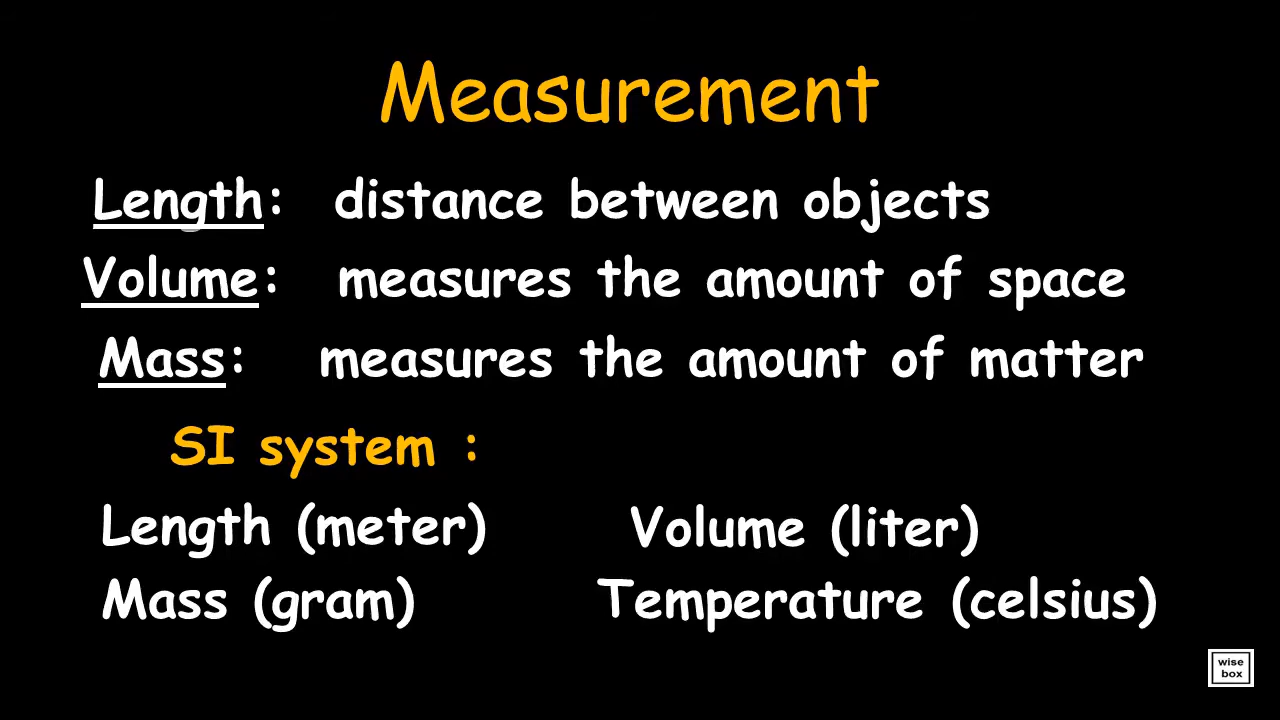 Measurement
Length: distance between objects
Volume: measures the amount of space
Mass: measures the amount of matter
SI system :
Length (meter) Volume (liter)
Mass (gram) Temperature (celsius)
wise
box